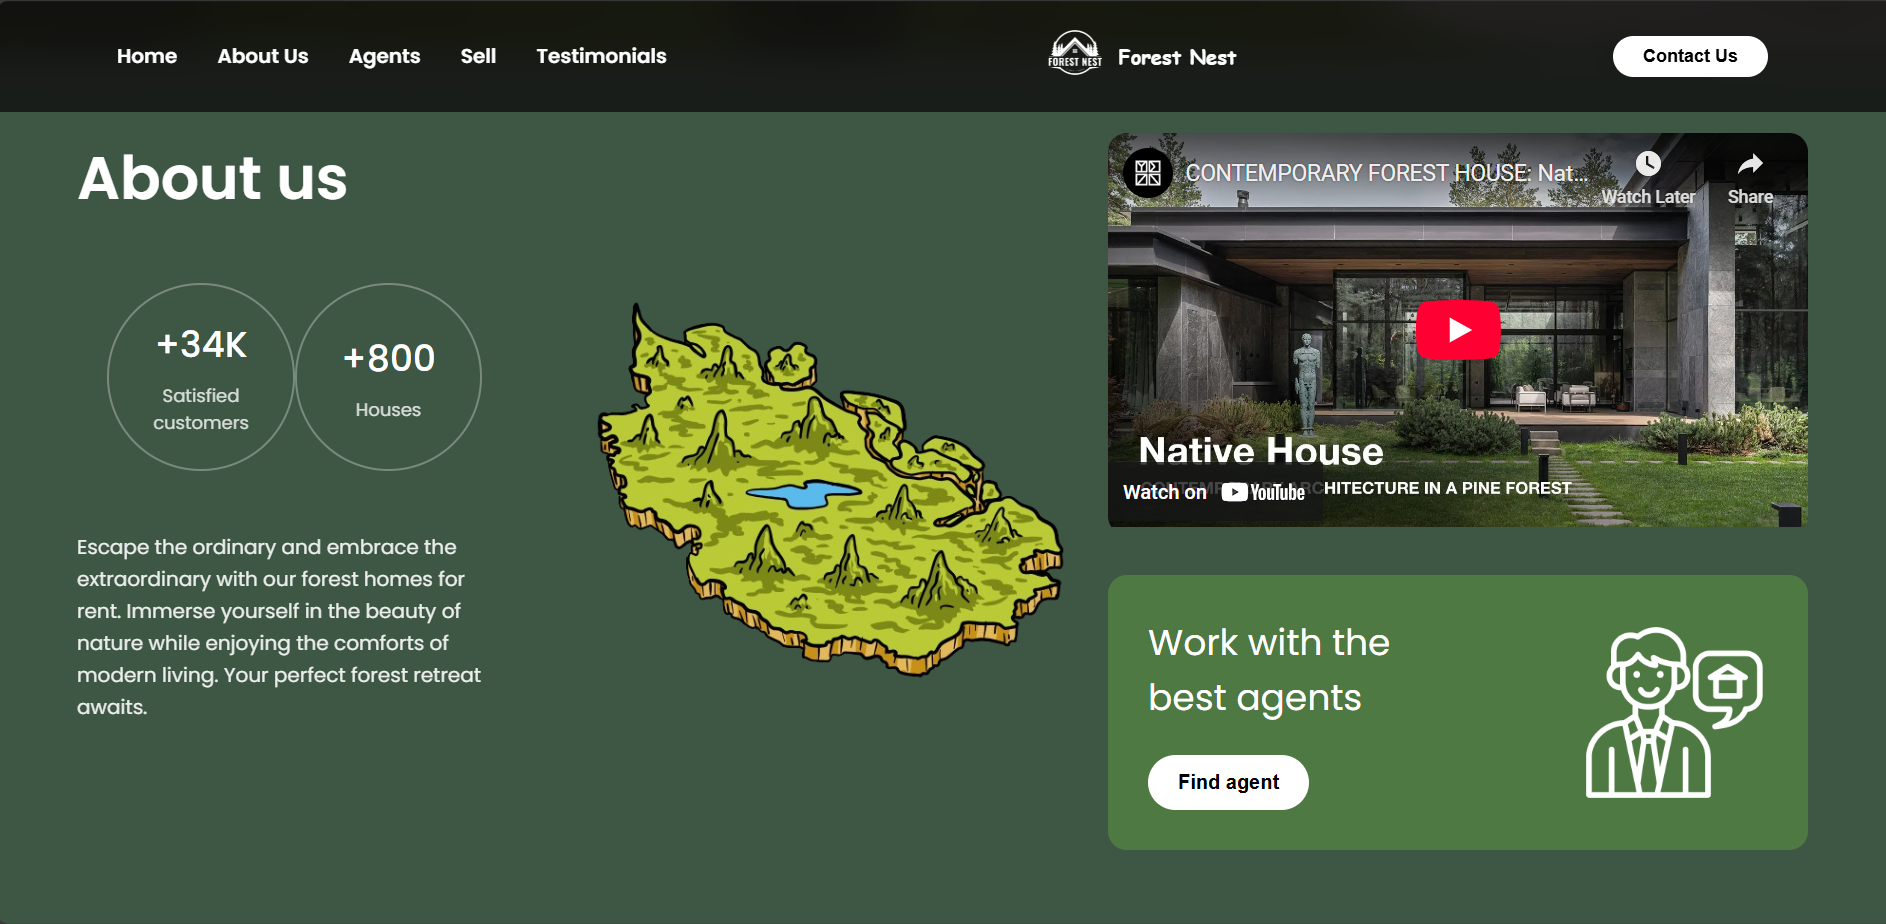 Home About Us Agents Sell Testimonials
FOREST NEST
Forest Nest
Contact Us
About us
+34K
Satisfied
customers
+800
Houses
Escape the ordinary and embrace the
extraordinary with our forest homes for
rent. Immerse yourself in the beauty of
nature while enjoying the comforts of
modern living. Your perfect forest retreat
awaits.
CONTEMPORARY FOREST HOUSE: Nat...
Watch Later
Share
Native House
CONTEMPORARY ARCHITECTURE IN A PINE FOREST
Watch on YouTube
Work with the
best agents
Find agent